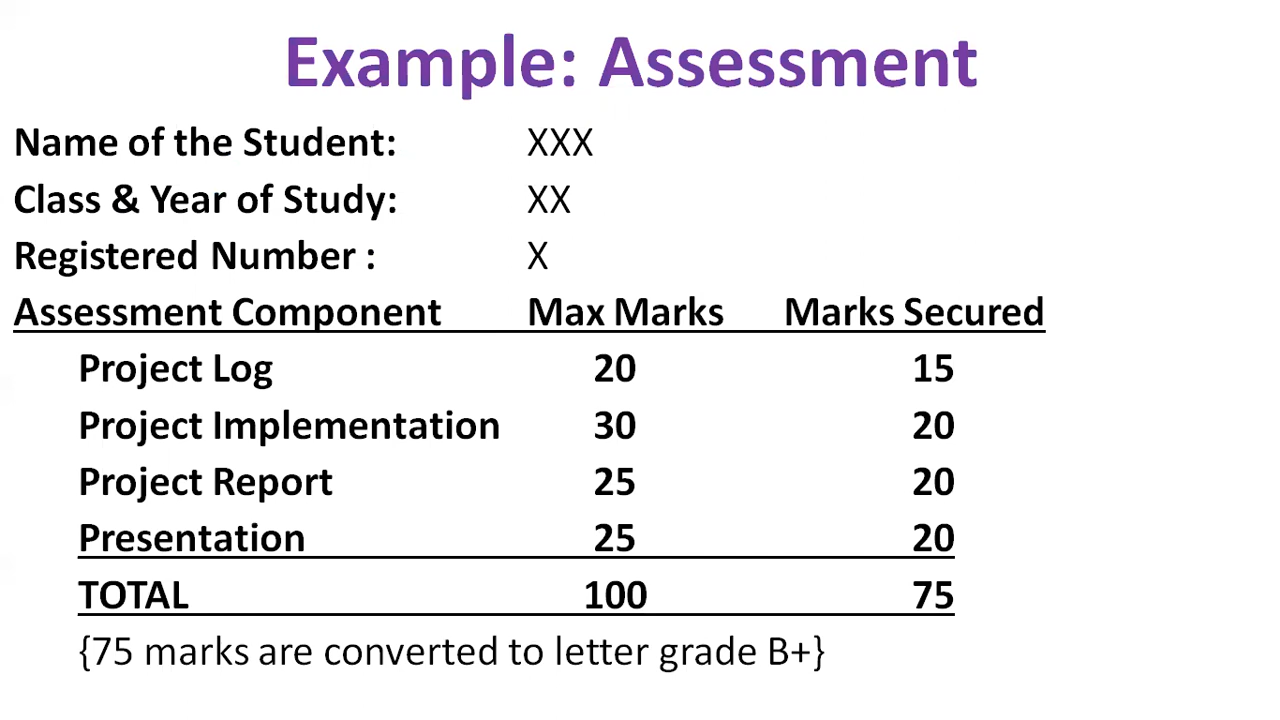 Example: Assessment
Name of the Student: XXX
Class & Year of Study: XX
Registered Number : X
Assessment Component Max Marks Marks Secured
Project Log 20 15
Project Implementation 30 20
Project Report 25 20
Presentation 25 20
TOTAL 100 75
{75 marks are converted to letter grade B+}